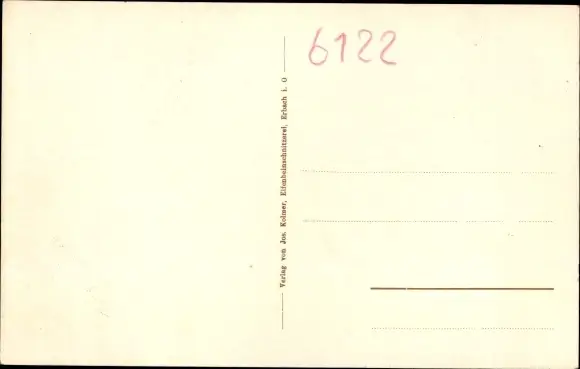 6122
Verlag von Jos. Kolmer, Elfenbeinschnitzerei, Erbach i. O